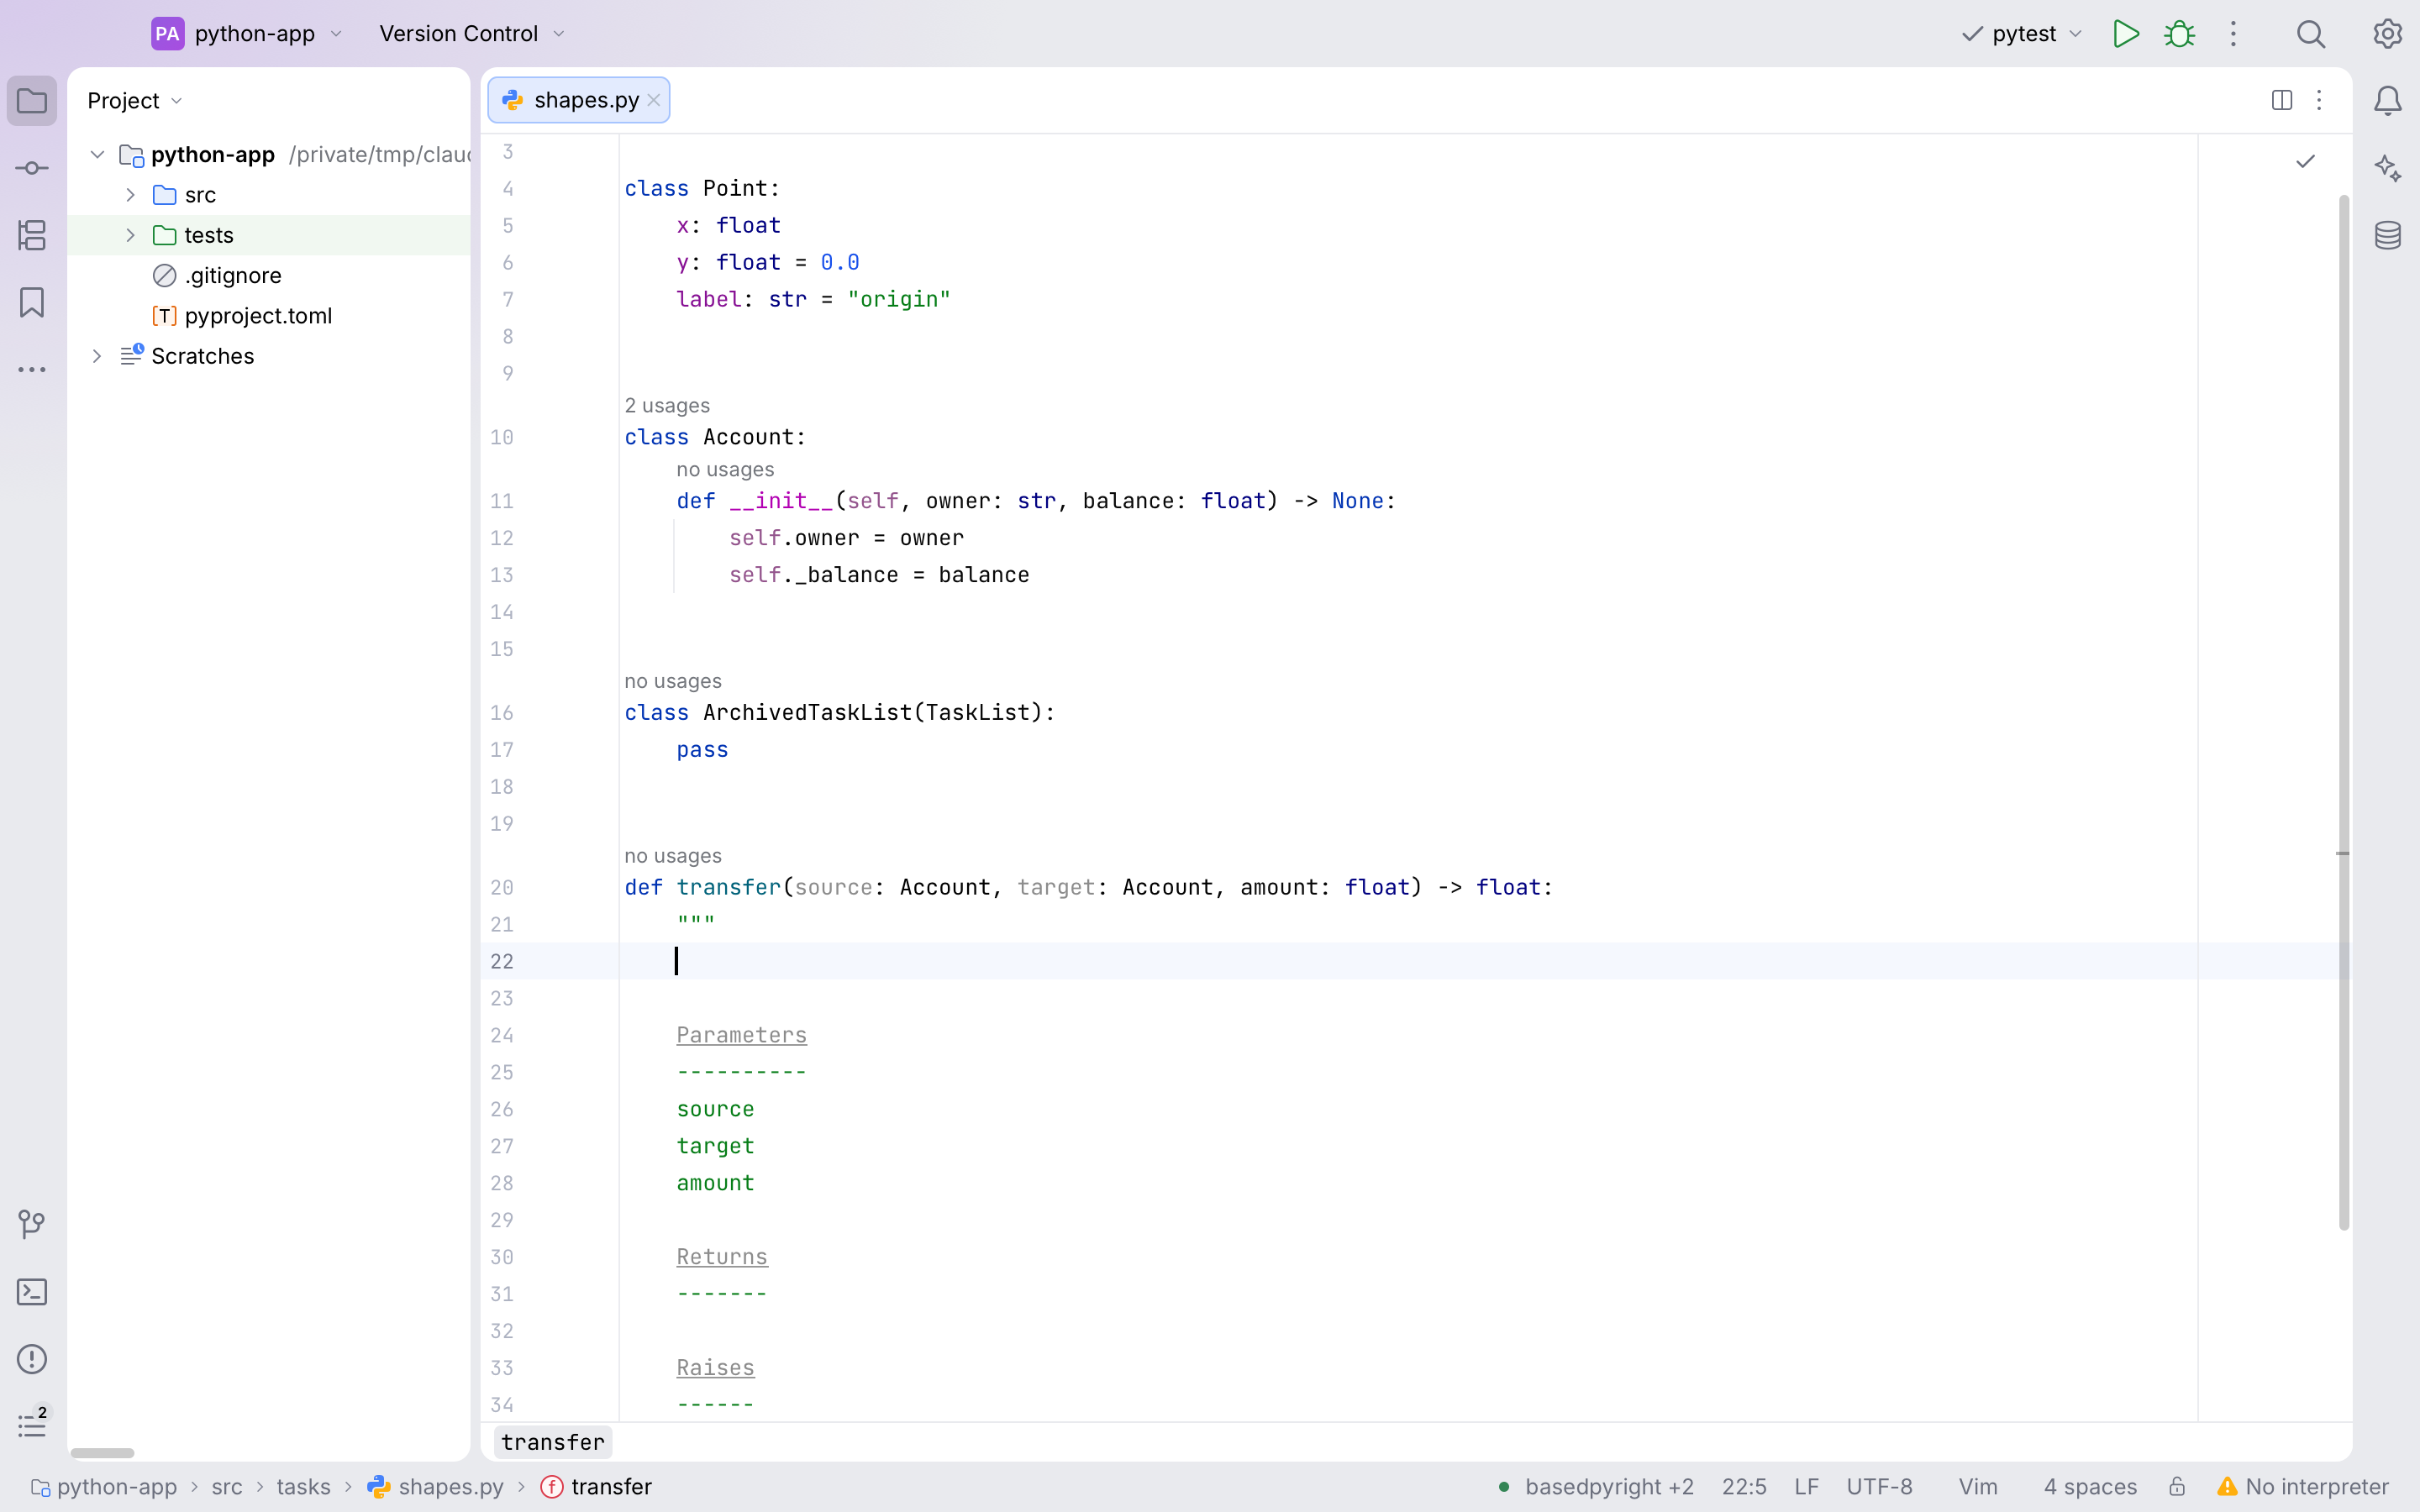 PA python-app Version Control pytest
Project
shapes.py
python-app /private/tmp/clau
src
tests
.gitignore
[T] pyproject.toml
Scratches
3
4 class Point:
5 x: float
6 y: float = 0.0
7 label: str = "origin"
8
9
2 usages
10 class Account:
no usages
11 def __init__(self, owner: str, balance: float) -> None:
12 self.owner = owner
13 self._balance = balance
14
15
no usages
16 class ArchivedTaskList(TaskList):
17 pass
18
19
no usages
20 def transfer(source: Account, target: Account, amount: float) -> float:
21 """
22
23
24 Parameters
25 ----------
26 source
27 target
28 amount
29
30 Returns
31 -------
32
33 Raises
34 ------
2
transfer
python-app > src > tasks > shapes.py > f transfer
basedpyright +2 22:5 LF UTF-8 Vim 4 spaces No interpreter